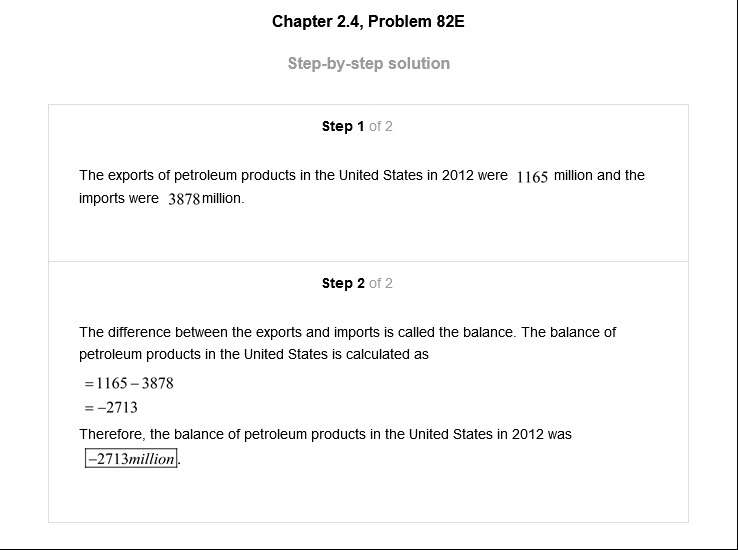 Chapter 2.4, Problem 82E
Step-by-step solution
Step 1 of 2
The exports of petroleum products in the United States in 2012 were 1165 million and the
imports were 3878 million.
Step 2 of 2
The difference between the exports and imports is called the balance. The balance of
petroleum products in the United States is calculated as
=1165−3878
=−2713
Therefore, the balance of petroleum products in the United States in 2012 was
−2713million.